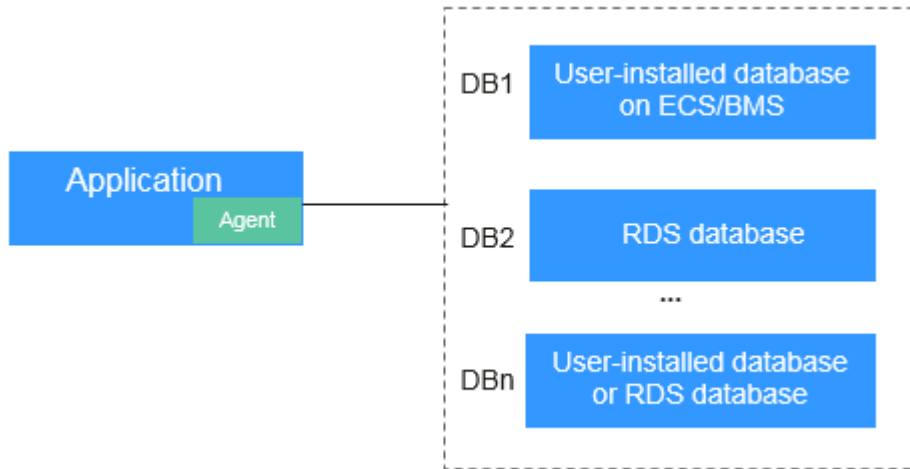 Application
Agent
DB1
User-installed database
on ECS/BMS
DB2
RDS database
...
DBn
User-installed database
or RDS database